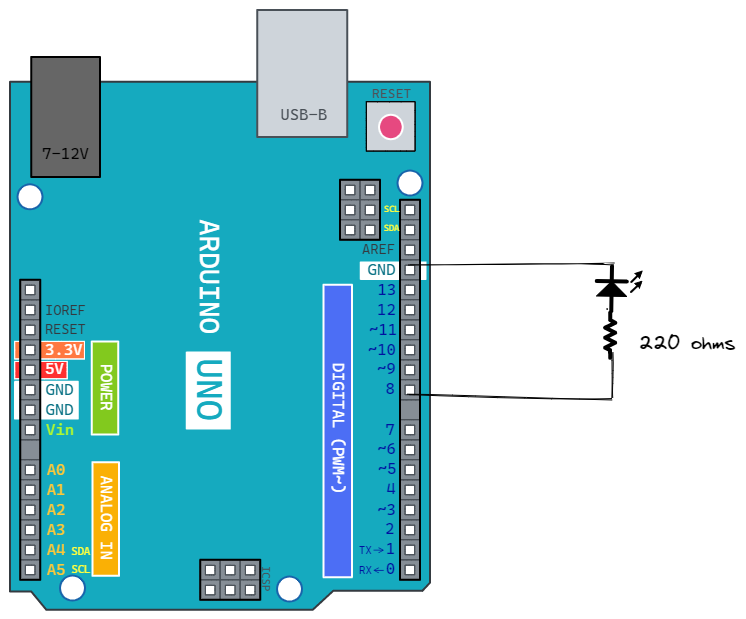 USB-B
RESET
7-12V
SCL
SDA
AREF
GND
13
12
~11
~10
~9
8
7
~6
~5
4
~3
2
TX→1
RX←0
DIGITAL (PWM~)
ARDUINO
UNO
IOREF
RESET
3.3V
5V
GND
GND
Vin
POWER
A0
A1
A2
A3
A4 SDA
A5 SCL
ANALOG IN
ICSP
220 ohms